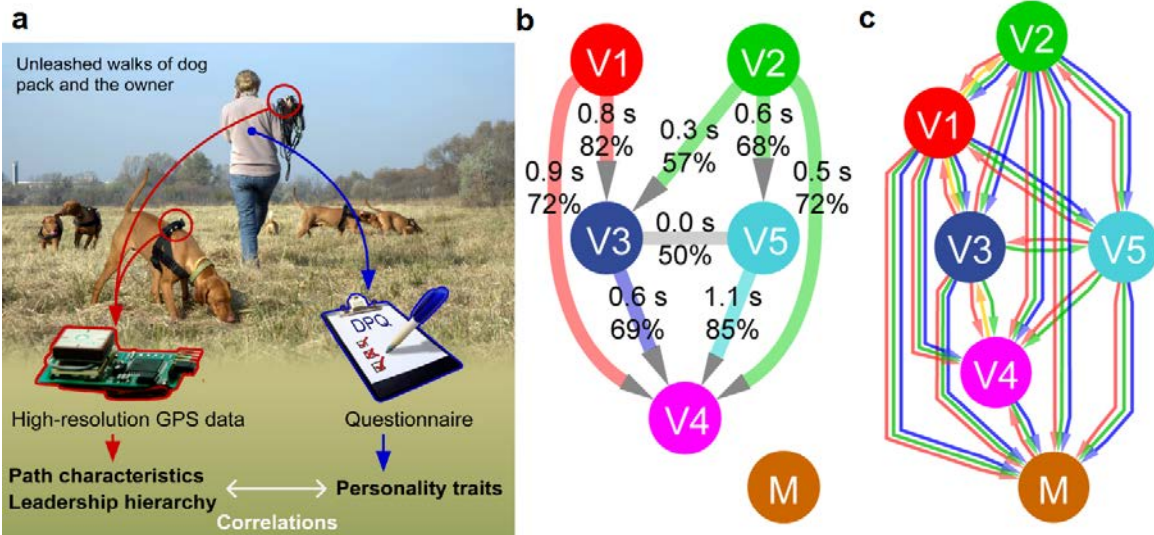 a
Unleashed walks of dog
pack and the owner
DPQ
High-resolution GPS data
Questionnaire
Path characteristics
Leadership hierarchy
Personality traits
Correlations
b
V1
V2
0.8 s
82%
0.3 s
57%
0.6 s
68%
0.9 s
72%
0.5 s
72%
V3
0.0 s
50%
V5
0.6 s
69%
1.1 s
85%
V4
M
c
V2
V1
V3
V5
V4
M